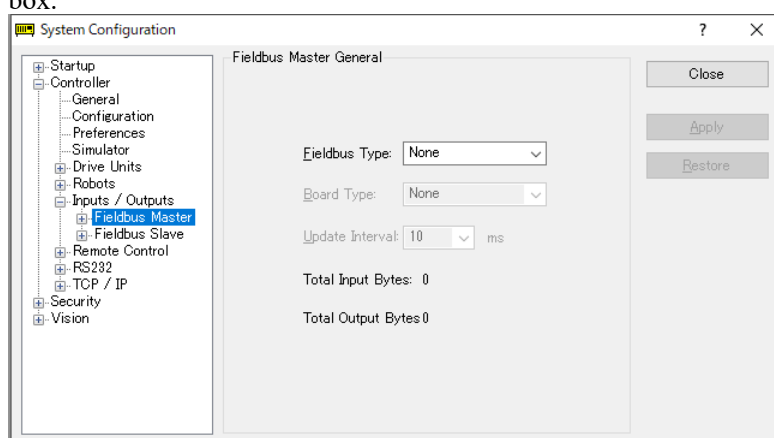 box.
System Configuration
? ×
Startup
Controller
General
Configuration
Preferences
Simulator
Drive Units
Robots
Inputs / Outputs
Fieldbus Master
Fieldbus Slave
Remote Control
RS232
TCP / IP
Security
Vision
Fieldbus Master General
Fieldbus Type: None
Board Type: None
Update Interval: 10 ms
Total Input Bytes: 0
Total Output Bytes 0
Close
Apply
Restore